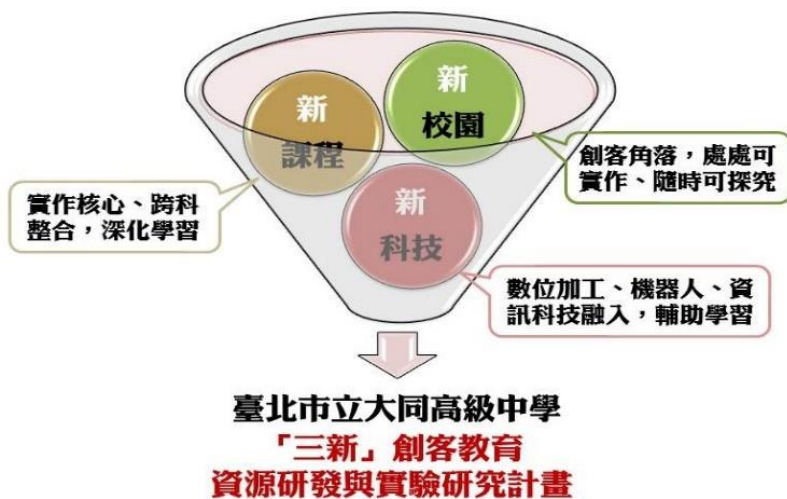 新
課程
新
校園
新
科技
實作核心、跨科
整合，深化學習
創客角落，處處可
實作、隨時可探究
數位加工、機器人、資
訊科技融入，輔助學習
臺北市立大同高級中學
「三新」創客教育
資源研發與實驗研究計畫